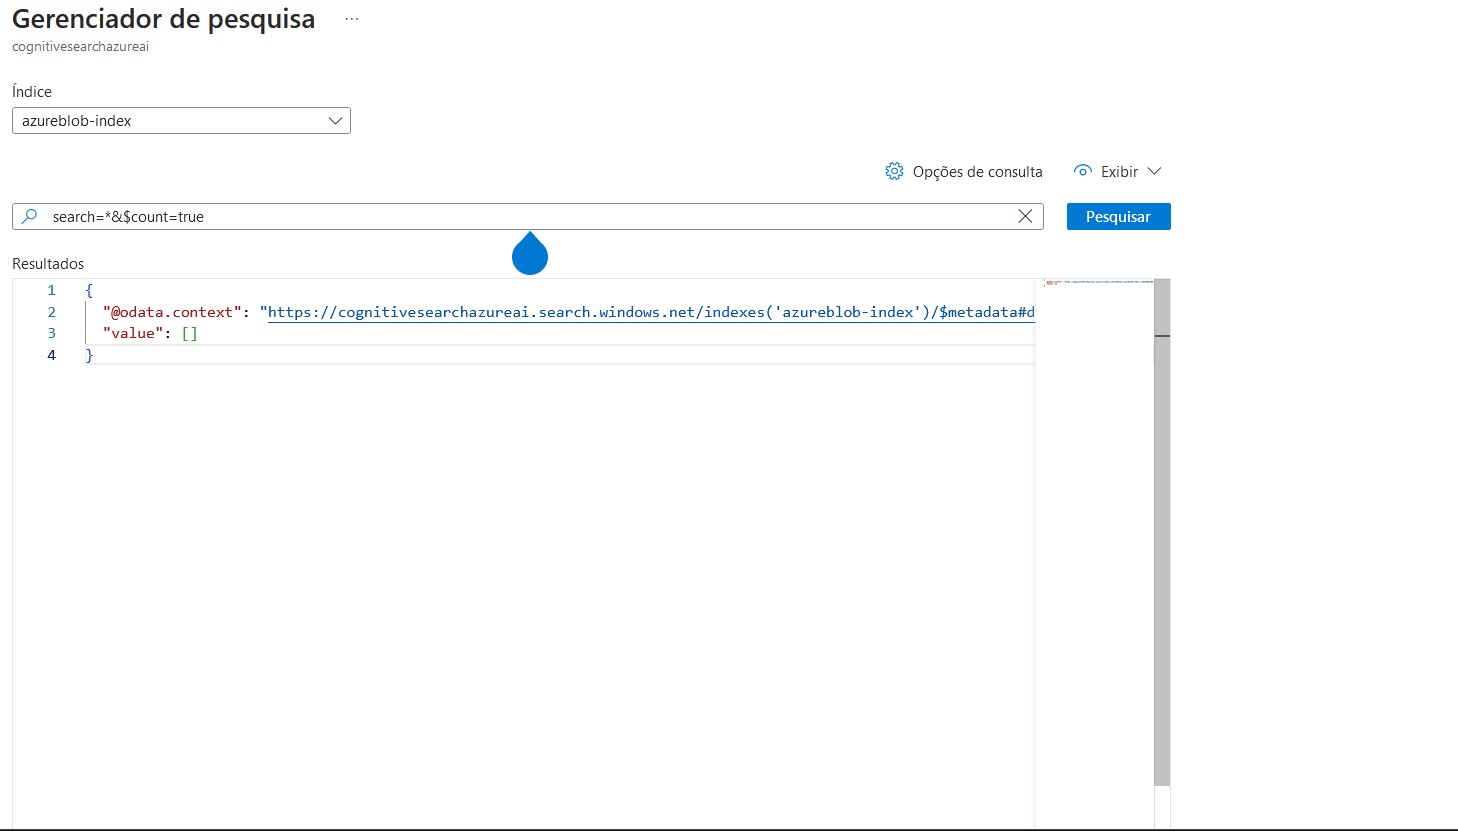 Gerenciador de pesquisa ...
cognitivesearchazureai
Índice
azureblob-index
Opções de consulta Exibir
search=*&$count=true Pesquisar
Resultados
1 {
2 "@odata.context": "https://cognitivesearchazureai.search.windows.net/indexes('azureblob-index')/$metadata#d
3 "value": []
4 }